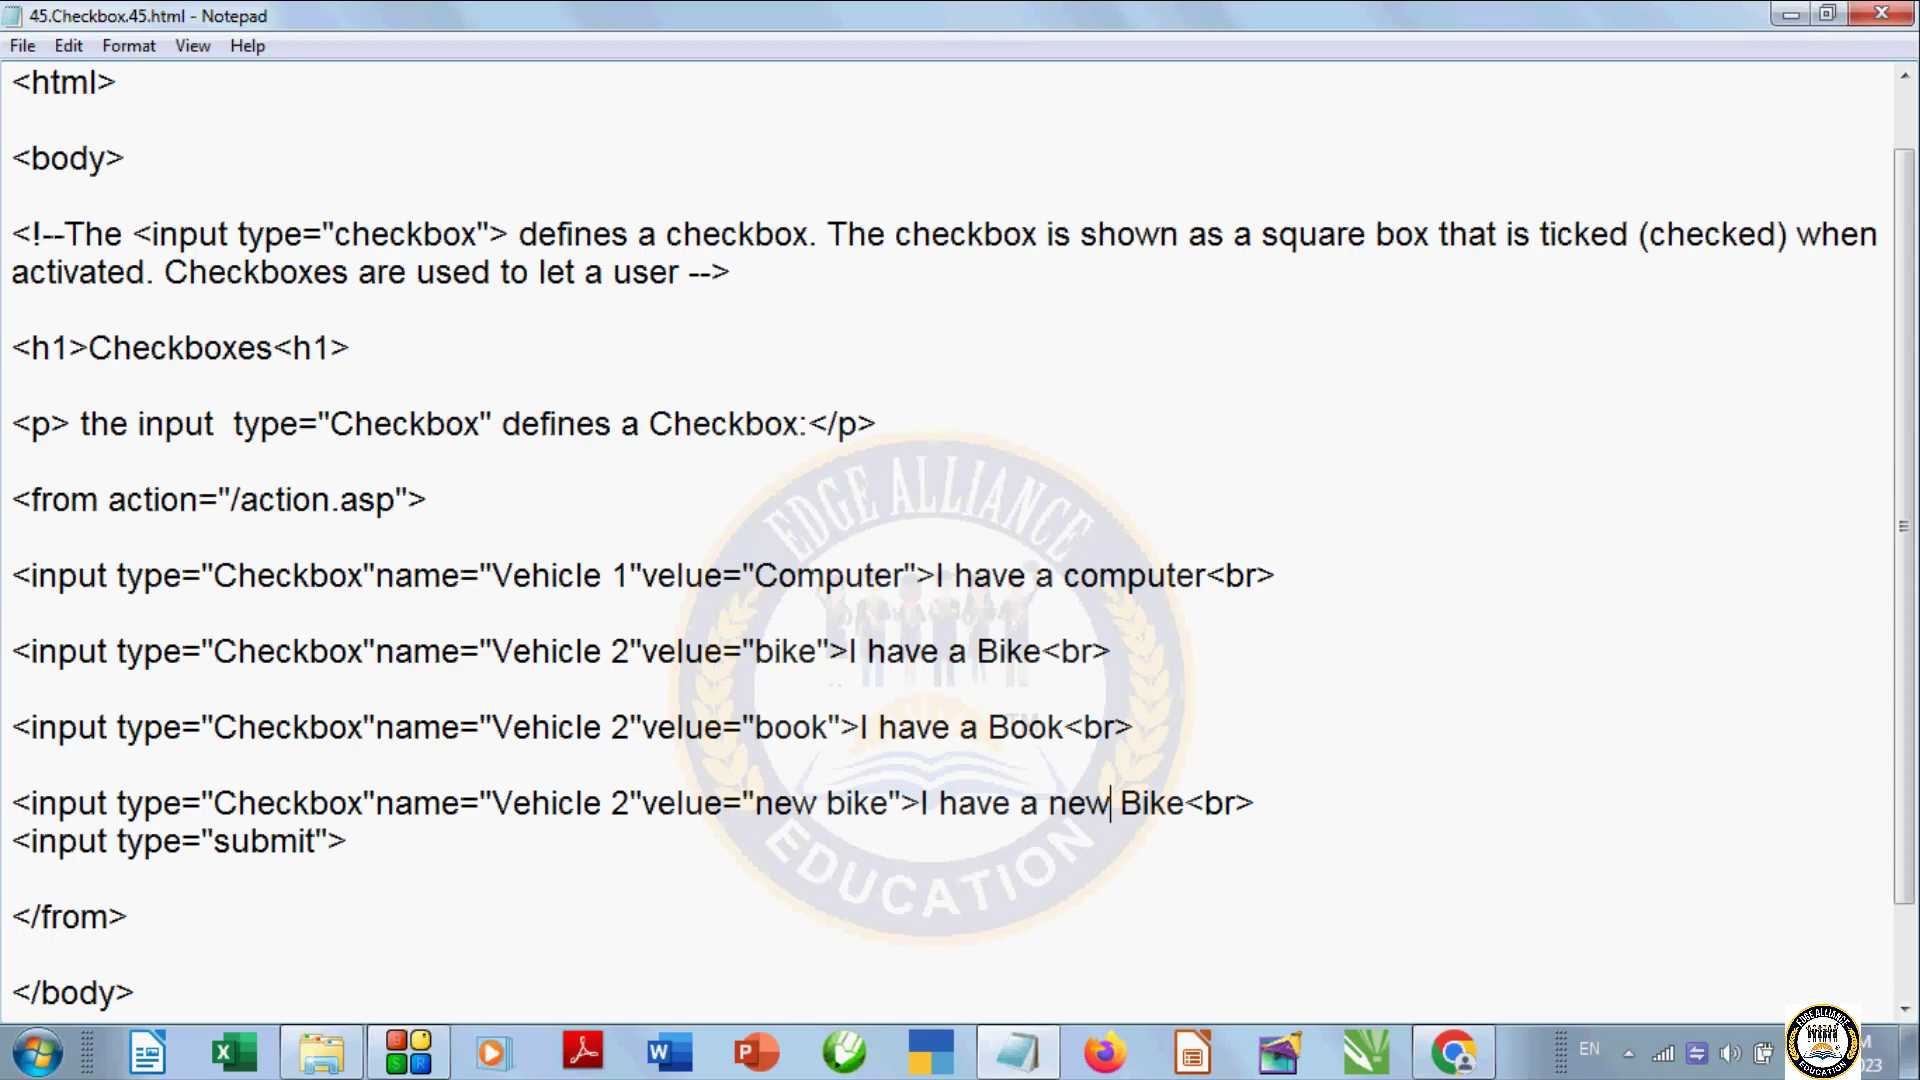 45.Checkbox.45.html - Notepad
File Edit Format View Help
<html>
<body>
<!--The <input type="checkbox"> defines a checkbox. The checkbox is shown as a square box that is ticked (checked) when
activated. Checkboxes are used to let a user -->
<h1>Checkboxes<h1>
<p> the input  type="Checkbox" defines a Checkbox:</p>
<from action="/action.asp">
<input type="Checkbox"name="Vehicle 1"velue="Computer">I have a computer<br>
<input type="Checkbox"name="Vehicle 2"velue="bike">I have a Bike<br>
<input type="Checkbox"name="Vehicle 2"velue="book">I have a Book<br>
<input type="Checkbox"name="Vehicle 2"velue="new bike">I have a new Bike<br>
<input type="submit">
</from>
</body>
EDGE ALLIANCE
TM
EDUCATION
EN
M
023
EDGE ALLIANCE
EDUCATION